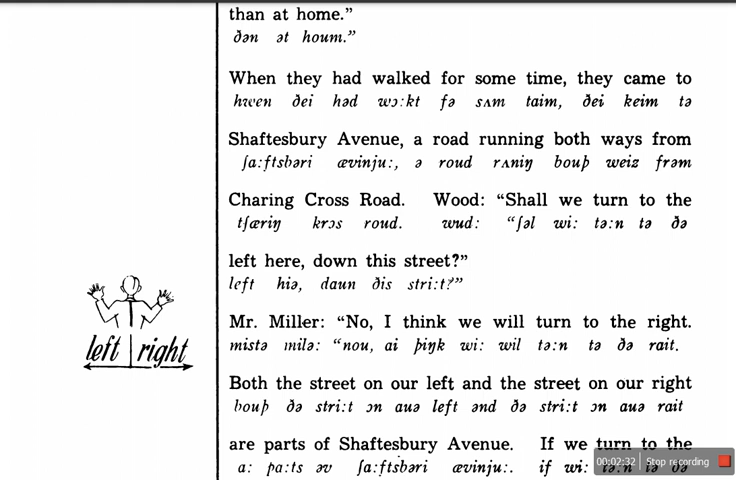 than at home.”
ðən ət houm.”
When they had walked for some time, they came to
hwen ðei həd wɔ:kt fə sʌm taim, ðei keim tə
Shaftesbury Avenue, a road running both ways from
ʃa:ftsbəri ævinju:, ə roud rʌniŋ bouþ weiz frəm
Charing Cross Road. Wood: “Shall we turn to the
tʃæriŋ krɔs roud. wud: “ʃəl wi: tə:n tə ðə
left here, down this street?”
left hiə, daun ðis stri:t?”
Mr. Miller: “No, I think we will turn to the right.
mistə milə: “nou, ai þiŋk wi: wil tə:n tə ðə rait.
Both the street on our left and the street on our right
bouþ ðə stri:t ɔn auə left ənd ðə stri:t ɔn auə rait
are parts of Shaftesbury Avenue. If we turn to the
a: pa:ts əv ʃa:ftsbəri ævinju:. if wi: tə:n tə ðə
left right
00:02:32 Stop recording